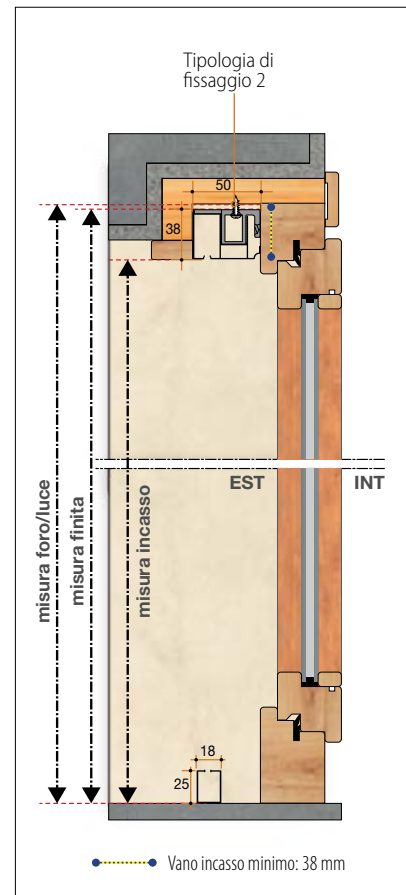 Tipologia di
fissaggio 2
50
38
misura foro/luce
misura finita
misura incasso
EST
INT
18
25
Vano incasso minimo: 38 mm